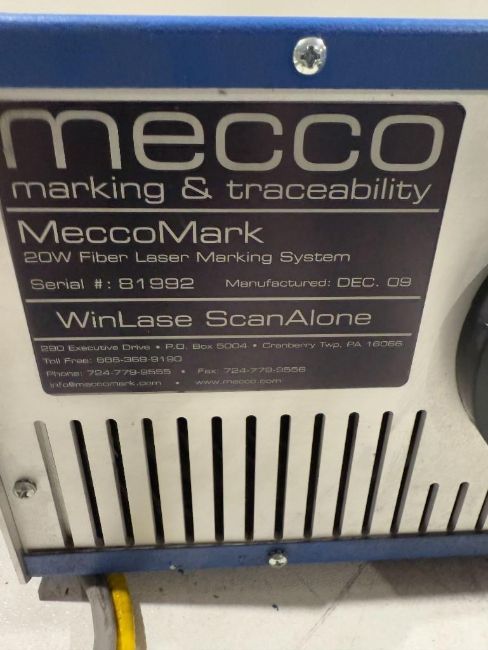 mecco
marking & traceability
MeccoMark
20W Fiber Laser Marking System
Serial #: 81992 Manufactured: DEC. 09
WinLase ScanAlone
290 Executive Drive • P.O. Box 5004 • Cranberry Twp, PA 16066
Toll Free: 888-369-9190
Phone: 724-779-9555 • Fax: 724-779-9556
info@meccomark.com • www.mecco.com